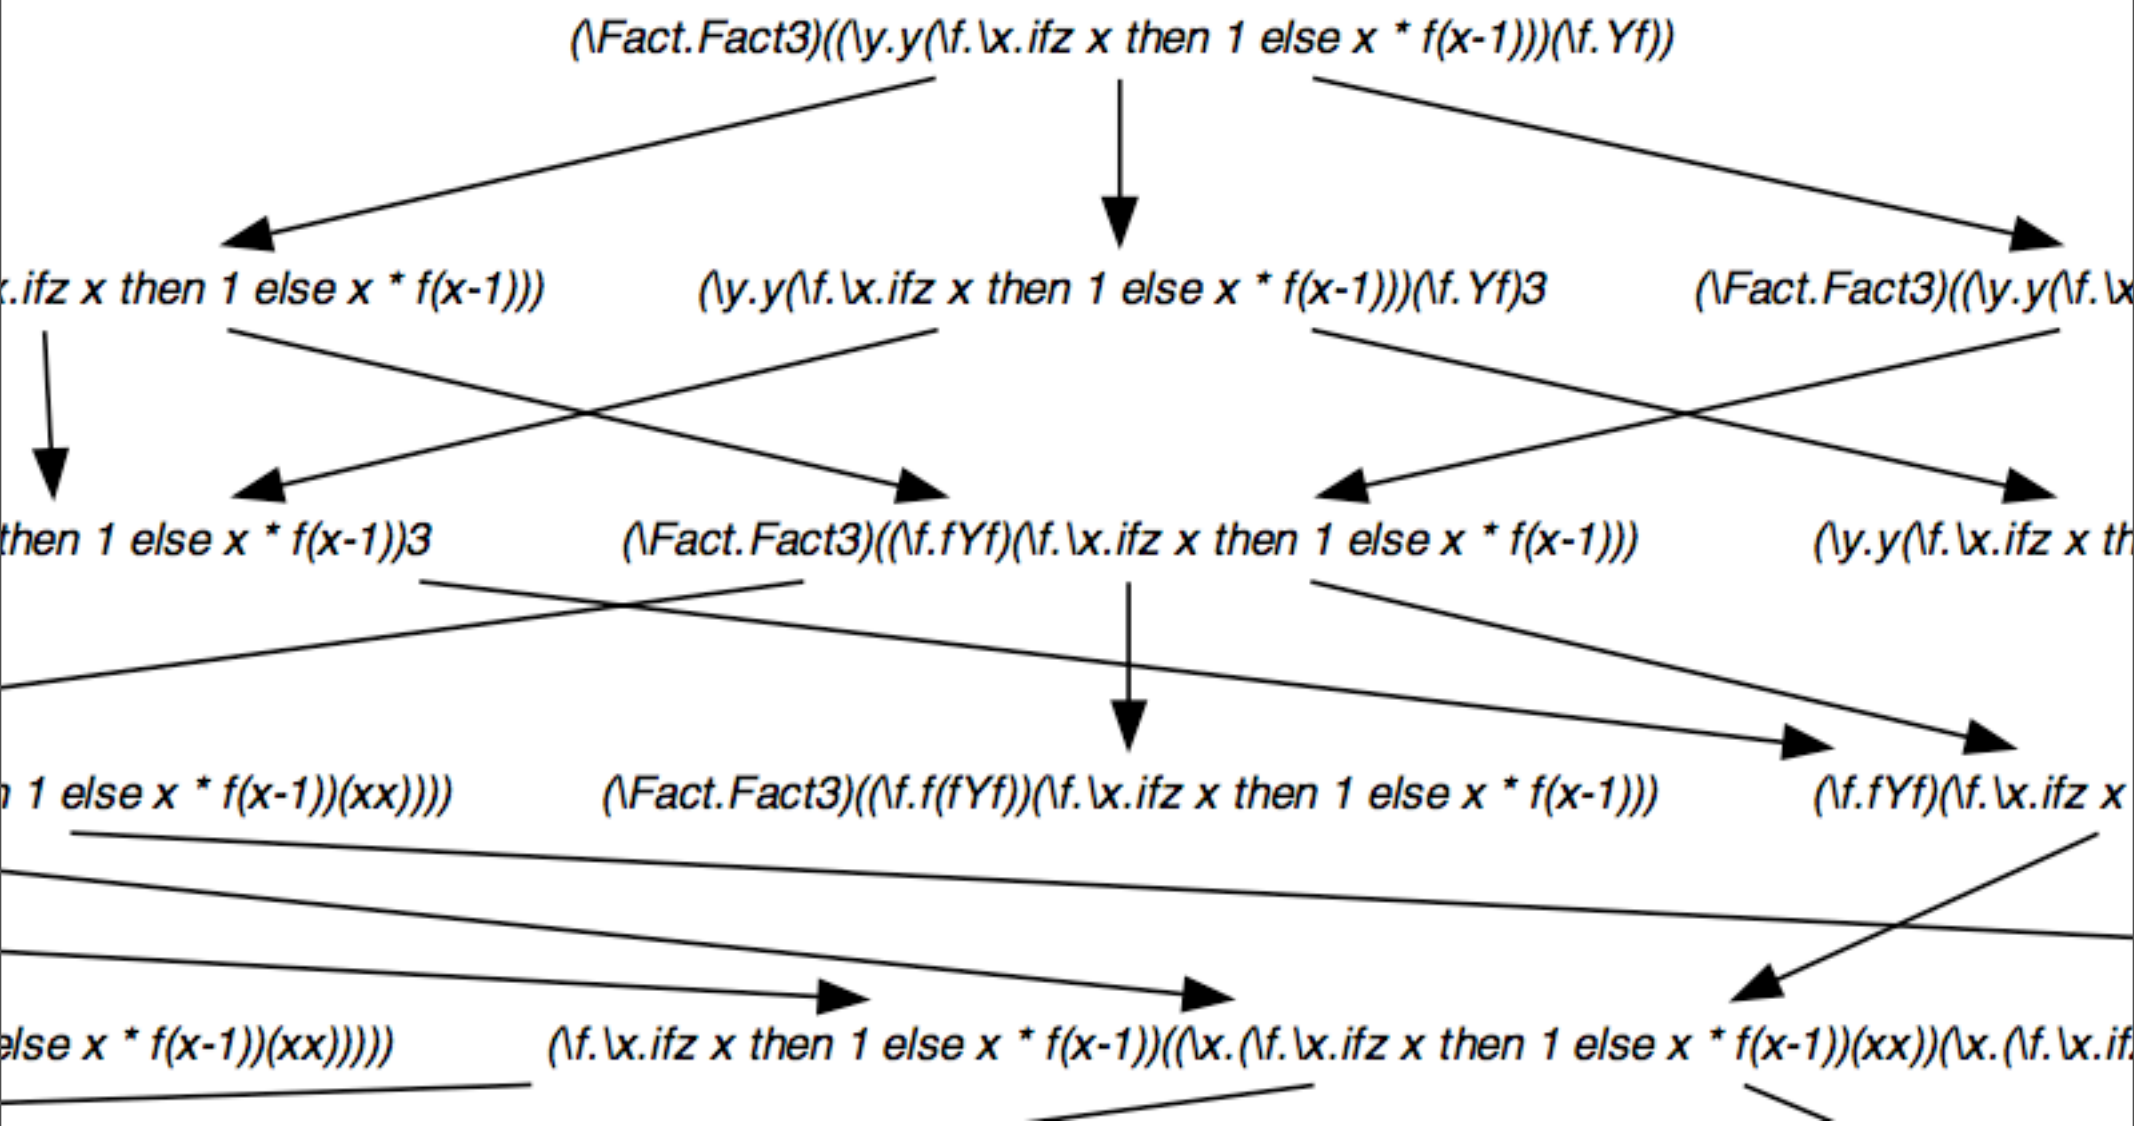 (\Fact.Fact3)((\y.y(\f.\x.ifz x then 1 else x * f(x-1)))(\f.Yf))
x.ifz x then 1 else x * f(x-1))) (\y.y(\f.\x.ifz x then 1 else x * f(x-1)))(\f.Yf)3 (\Fact.Fact3)((\y.y(\f.\x
then 1 else x * f(x-1))3 (\Fact.Fact3)((\f.fYf)(\f.\x.ifz x then 1 else x * f(x-1))) (\y.y(\f.\x.ifz x th
1 else x * f(x-1))(xx)))) (\Fact.Fact3)((\f.f(fYf))(\f.\x.ifz x then 1 else x * f(x-1))) (\f.fYf)(\f.\x.ifz x
else x * f(x-1))(xx))))) (\f.\x.ifz x then 1 else x * f(x-1))((\x.(\f.\x.ifz x then 1 else x * f(x-1))(xx))(\x.(\f.\x.if